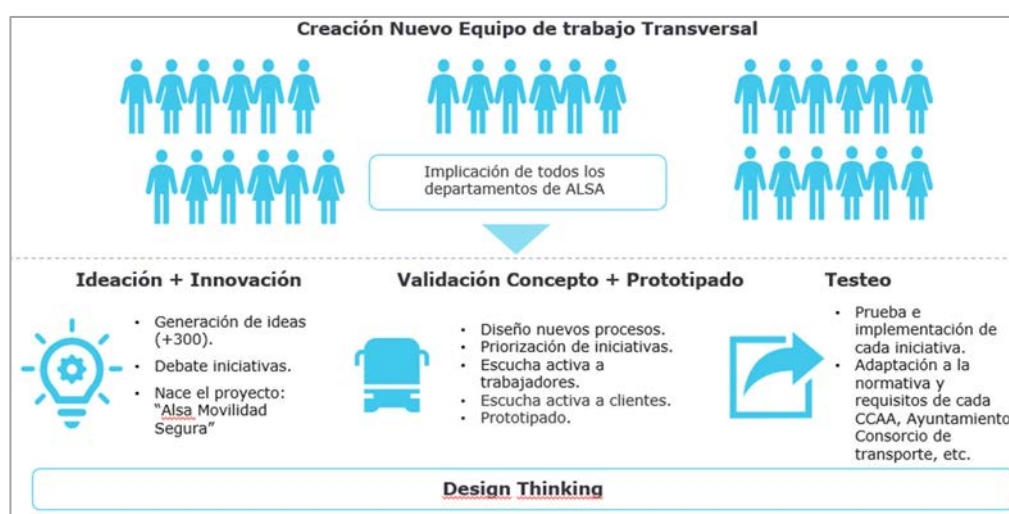 Creación Nuevo Equipo de trabajo Transversal
Implicación de todos los
departamentos de ALSA
Ideación + Innovación
• Generación de ideas
(+300).
• Debate iniciativas.
• Nace el proyecto:
“Alsa Movilidad
Segura”
Validación Concepto + Prototipado
• Diseño nuevos procesos.
• Priorización de iniciativas.
• Escucha activa a
trabajadores.
• Escucha activa a clientes.
• Prototipado.
Testeo
• Prueba e
implementación de
cada iniciativa.
• Adaptación a la
normativa y
requisitos de cada
CCAA, Ayuntamiento
Consorcio de
transporte, etc.
Design Thinking